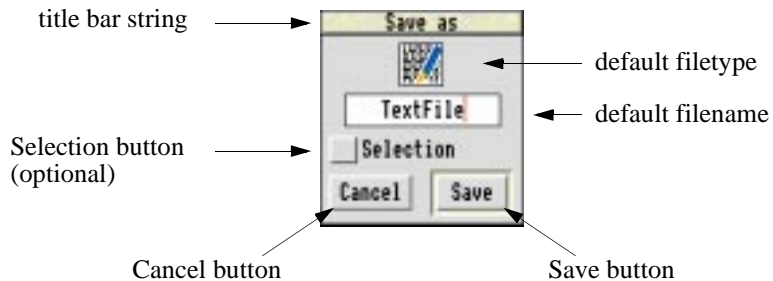 title bar string
Save as
default filetype
TextFile
default filename
Selection button
(optional)
Selection
Cancel
Save
Cancel button
Save button